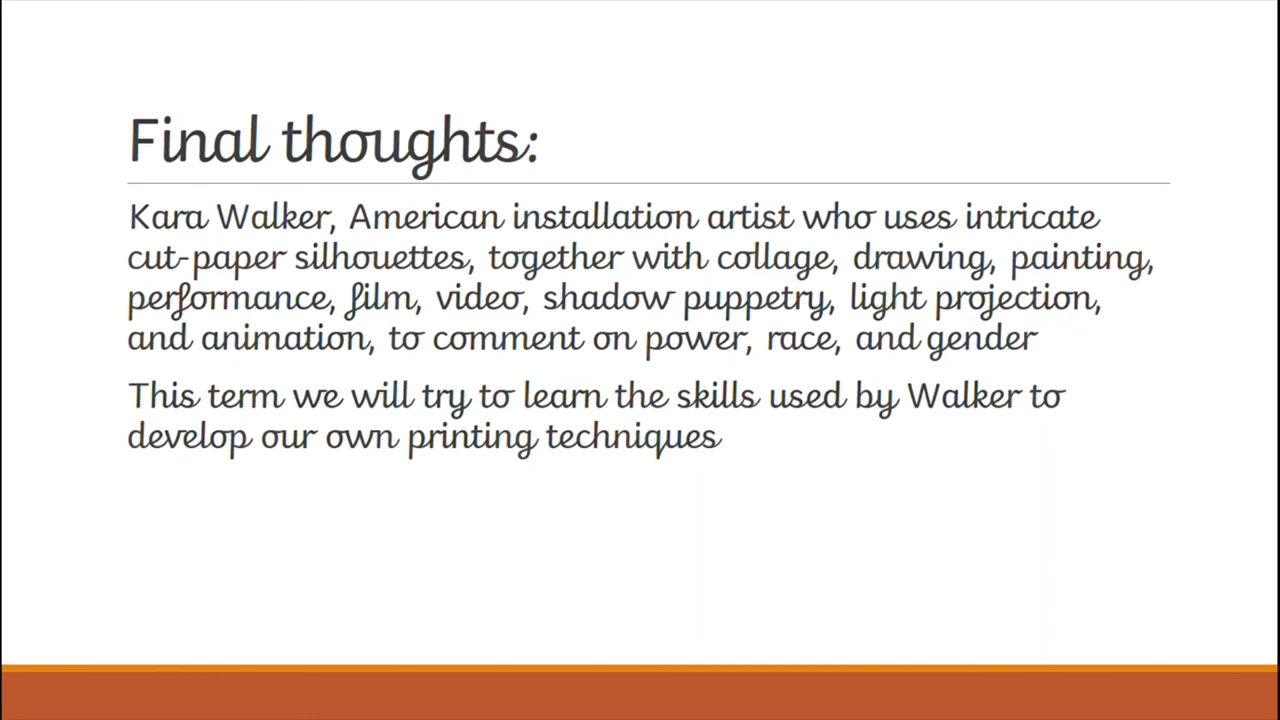 Final thoughts:
Kara Walker, American installation artist who uses intricate
cut-paper silhouettes, together with collage, drawing, painting,
performance, film, video, shadow puppetry, light projection,
and animation, to comment on power, race, and gender
This term we will try to learn the skills used by Walker to
develop our own printing techniques